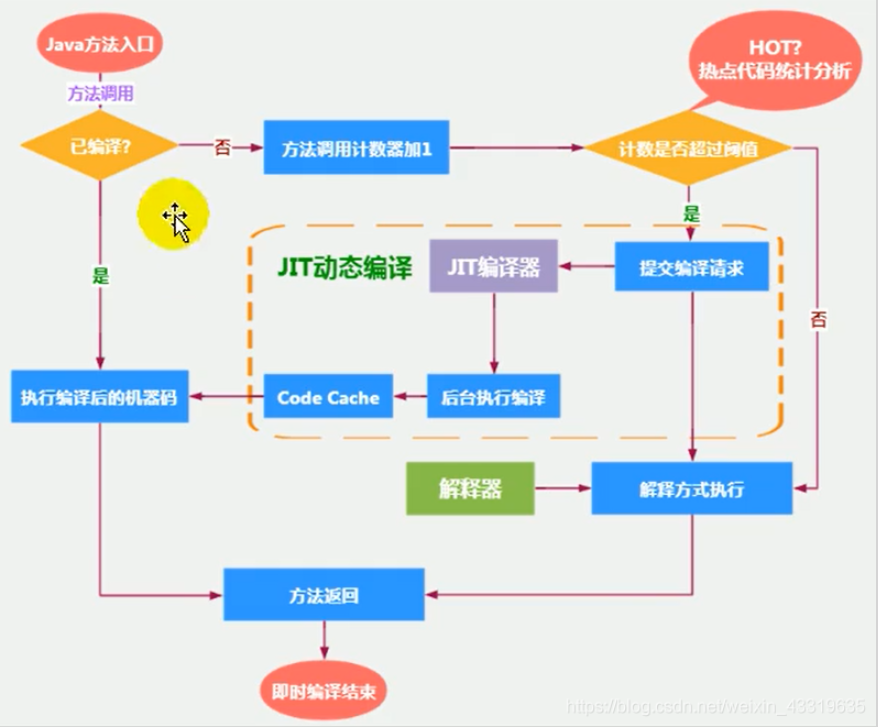 Java方法入口
方法调用
HOT?
热点代码统计分析
已编译?
否
方法调用计数器加1
计数是否超过阈值
是
是
否
JIT动态编译
JIT编译器
提交编译请求
执行编译后的机器码
Code Cache
后台执行编译
解释器
解释方式执行
方法返回
即时编译结束
https://blog.csdn.net/weixin_43319635